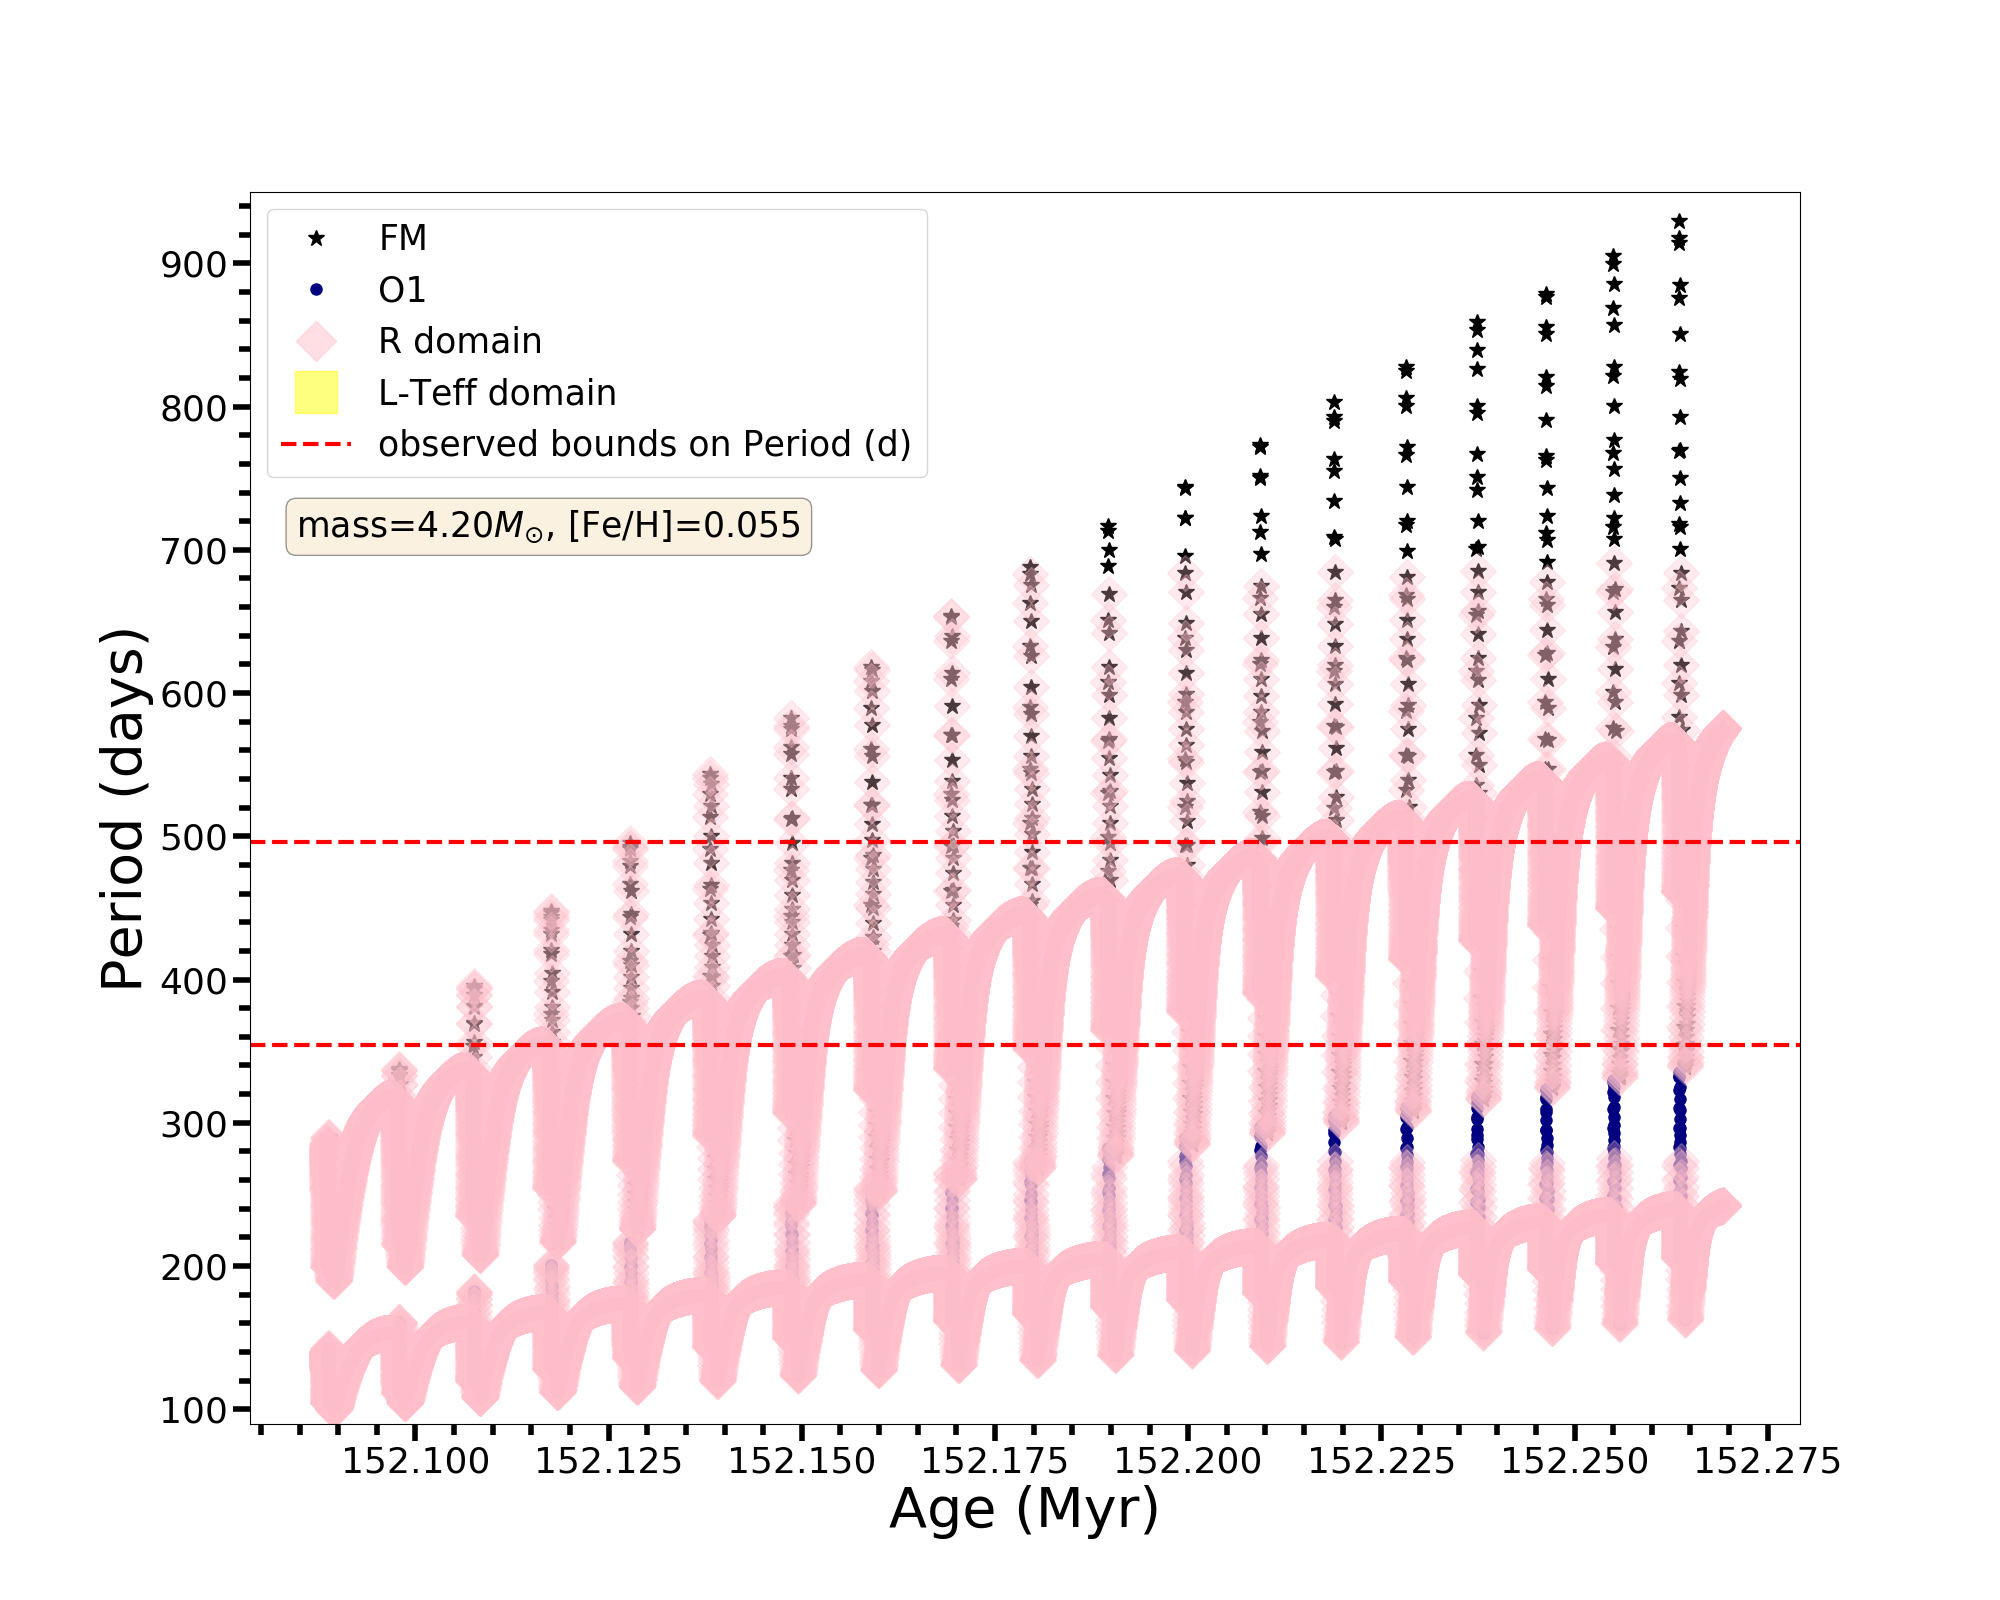 FM
O1
R domain
L-Teff domain
observed bounds on Period (d)
mass=4.20M⊙, [Fe/H]=0.055
900
800
700
600
500
400
300
200
100
Period (days)
152.100 152.125 152.150 152.175 152.200 152.225 152.250 152.275
Age (Myr)